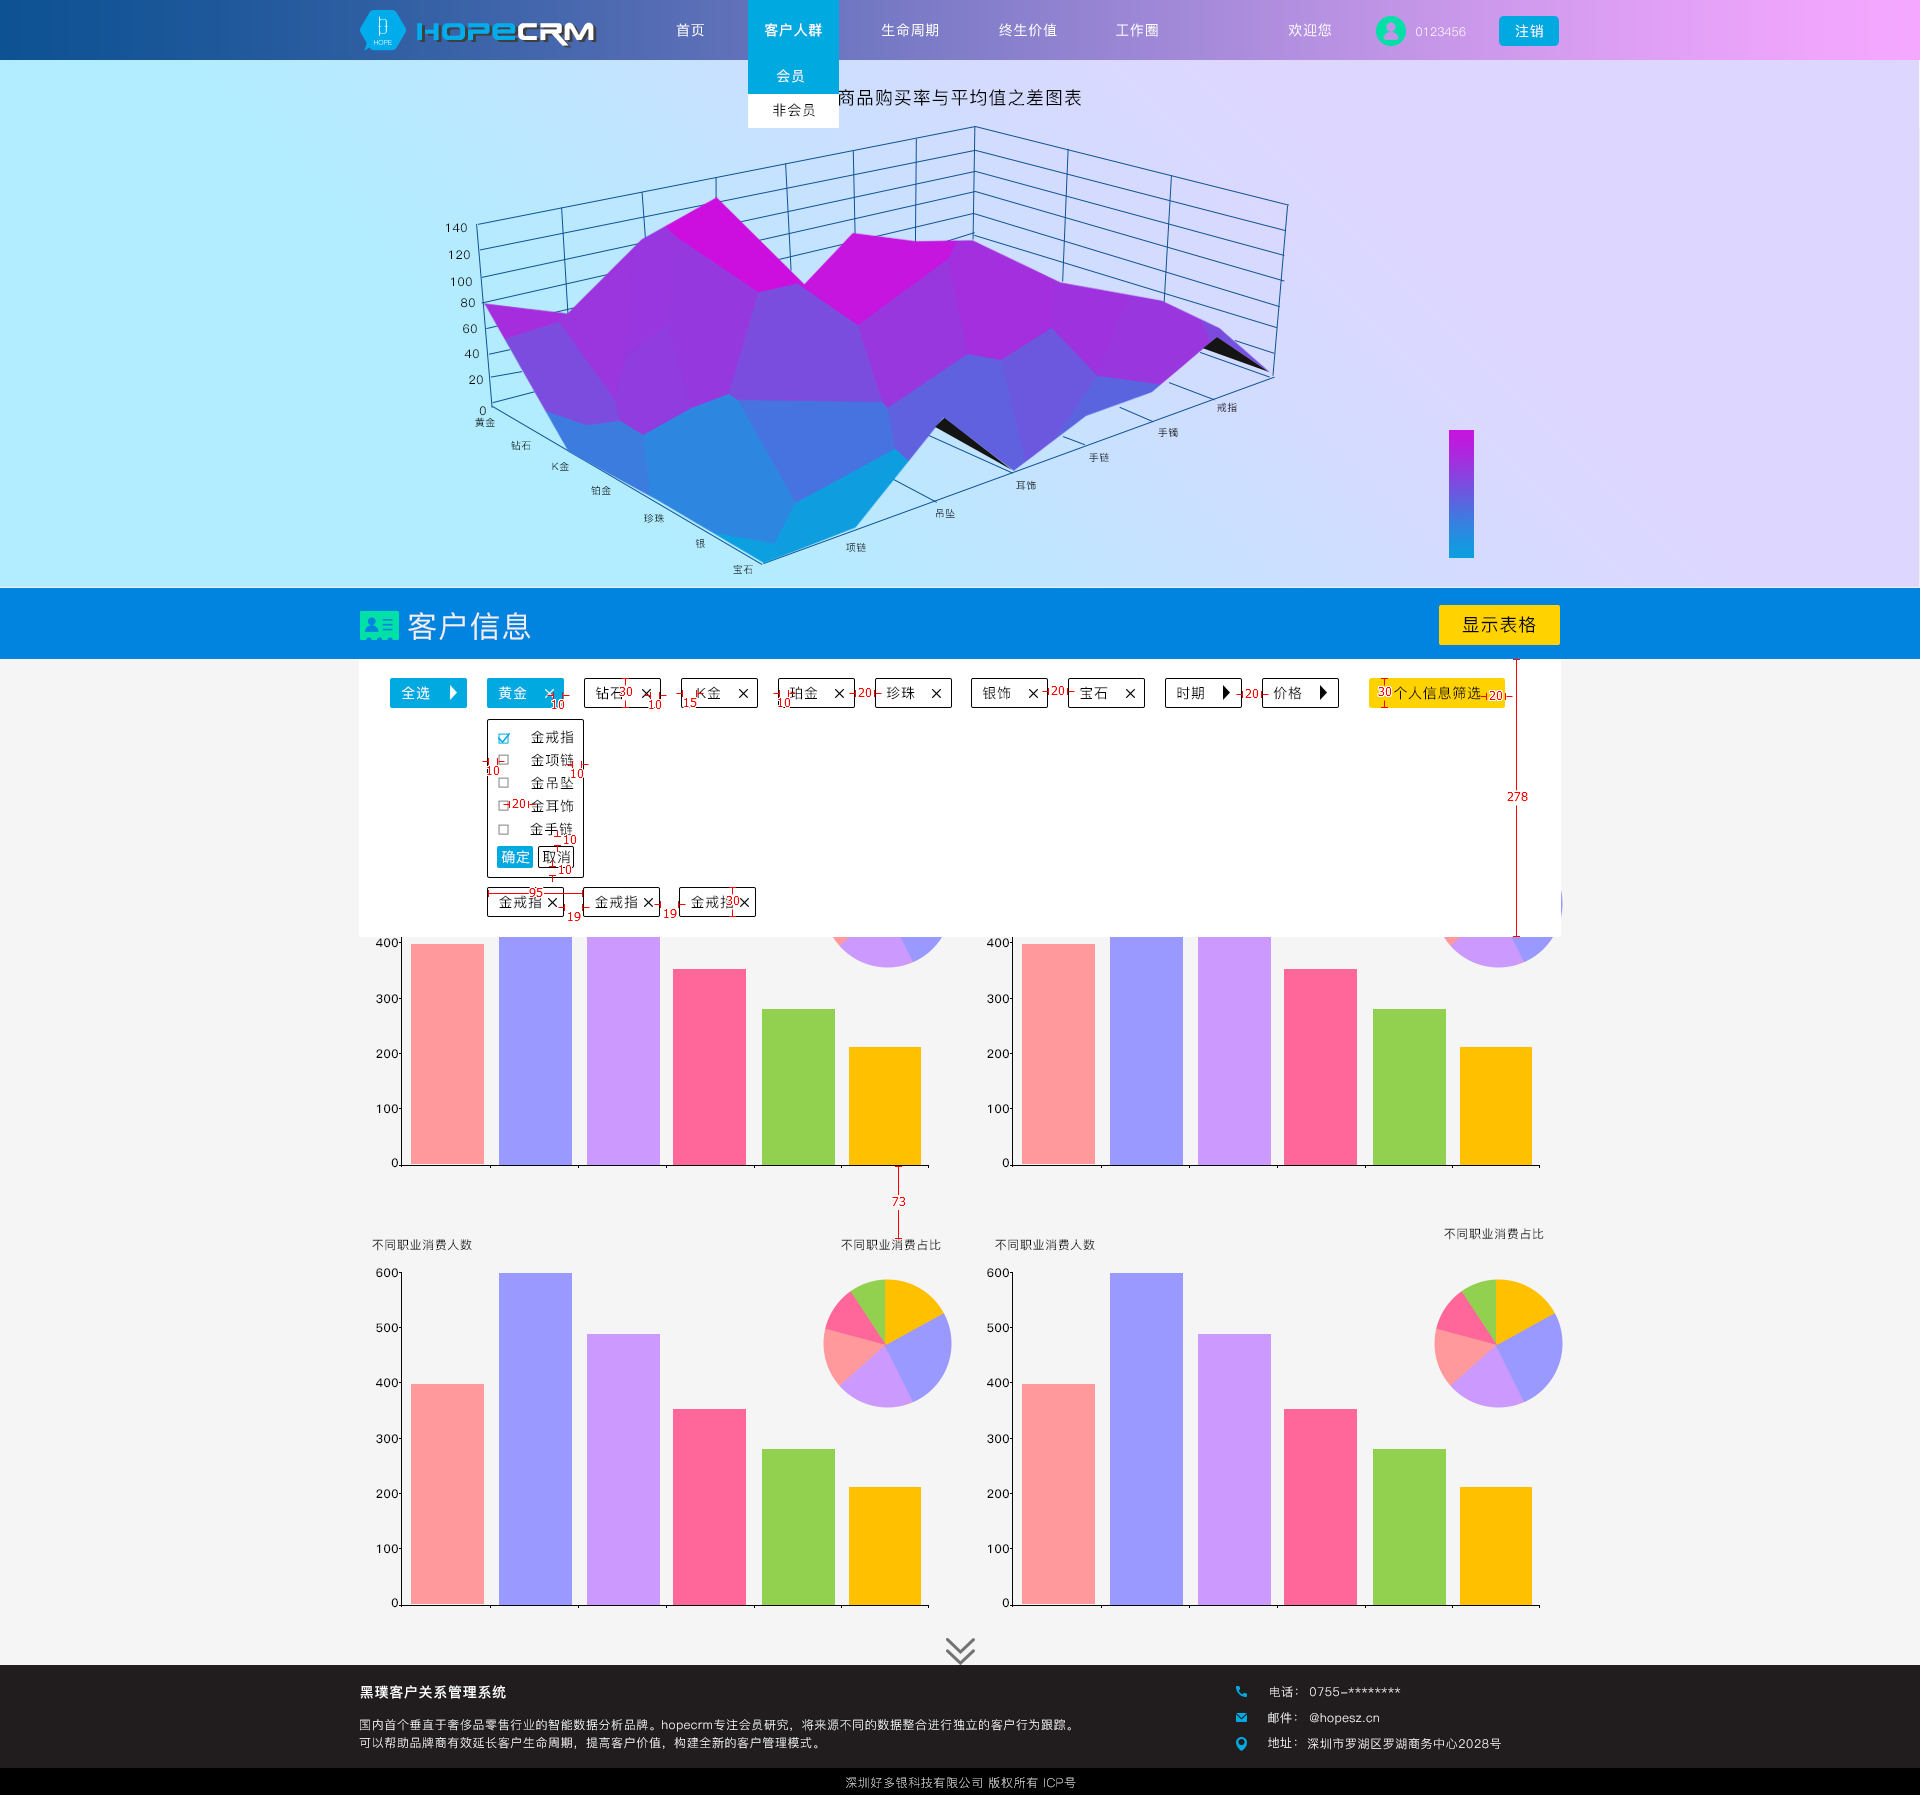 HOPE HOPECRM 首页 客户人群 生命周期 终生价值 工作圈 欢迎您 0123456 注销
会员
非会员
商品购买率与平均值之差图表
140
120
100
80
60
40
20
0
黄金
钻石
K金
铂金
珍珠
银
宝石
项链
吊坠
耳饰
手链
手镯
戒指
客户信息 显示表格
全选 黄金 钻石 K金 珀金 珍珠 银饰 宝石 时期 价格 个人信息筛选
10 30 10 15 10 20 20 20 30 20
金戒指
金项链
金吊坠
金耳饰
金手链
10 10
20
10
确定 取消
10
278
95
金戒指 金戒指 金戒指
19 19 30
400
300
200
100
0
400
300
200
100
0
73
不同职业消费人数 不同职业消费占比
600
500
400
300
200
100
0
不同职业消费人数 不同职业消费占比
600
500
400
300
200
100
0
黑璞客户关系管理系统
国内首个垂直于奢侈品零售行业的智能数据分析品牌。hopecrm专注会员研究，将来源不同的数据整合进行独立的客户行为跟踪。
可以帮助品牌商有效延长客户生命周期，提高客户价值，构建全新的客户管理模式。
电话： 0755-********
邮件： @hopesz.cn
地址： 深圳市罗湖区罗湖商务中心2028号
深圳好多银科技有限公司 版权所有 ICP号